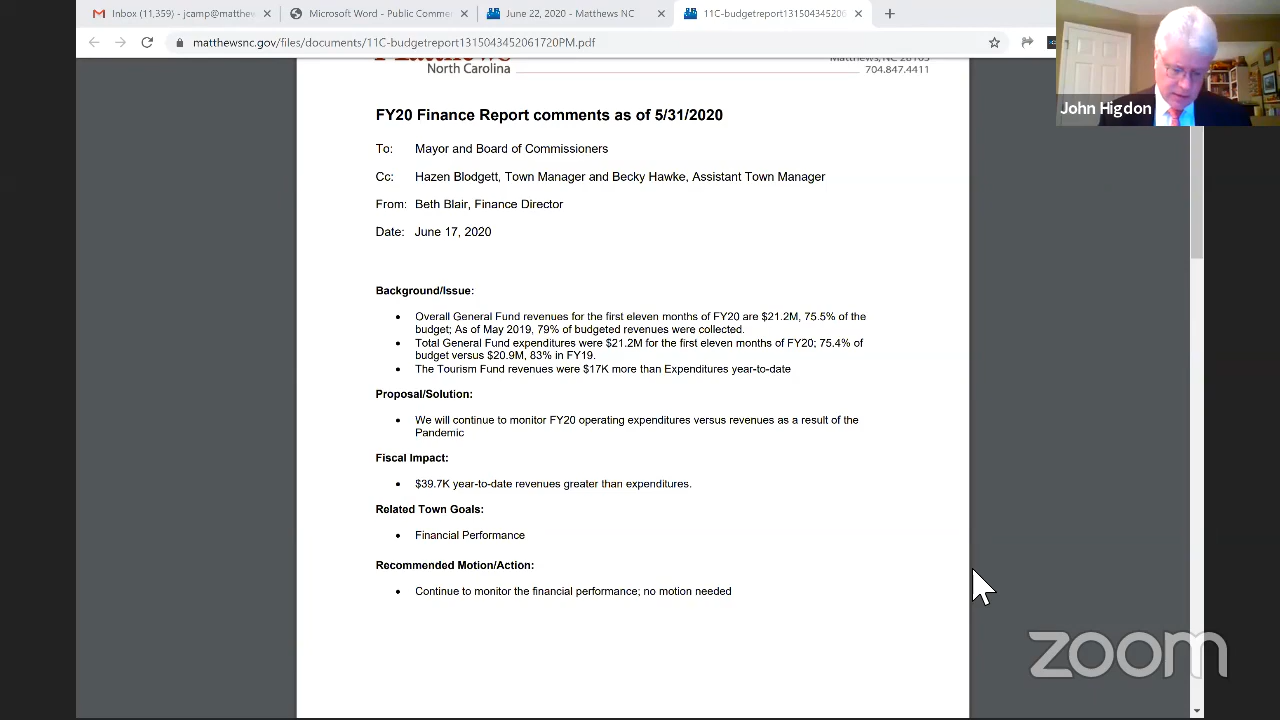 Inbox (11,359) - jcamp@matthew
Microsoft Word - Public Comme
June 22, 2020 - Matthews NC
11C-budgetreport131504345206
matthewsnc.gov/files/document/11C-budgetreport1315043452061720PM.pdf
John Higdon
Matthews
North Carolina
Matthews, NC 28105
704.847.4411
FY20 Finance Report comments as of 5/31/2020
To: Mayor and Board of Commissioners
Cc: Hazen Blodgett, Town Manager and Becky Hawke, Assistant Town Manager
From: Beth Blair, Finance Director
Date: June 17, 2020
Background/Issue:
• Overall General Fund revenues for the first eleven months of FY20 are $21.2M, 75.5% of the
budget; As of May 2019, 79% of budgeted revenues were collected.
• Total General Fund expenditures were $21.2M for the first eleven months of FY20; 75.4% of
budget versus $20.9M, 83% in FY19.
• The Tourism Fund revenues were $17K more than Expenditures year-to-date
Proposal/Solution:
• We will continue to monitor FY20 operating expenditures versus revenues as a result of the
Pandemic
Fiscal Impact:
• $39.7K year-to-date revenues greater than expenditures.
Related Town Goals:
• Financial Performance
Recommended Motion/Action:
• Continue to monitor the financial performance; no motion needed
zoom